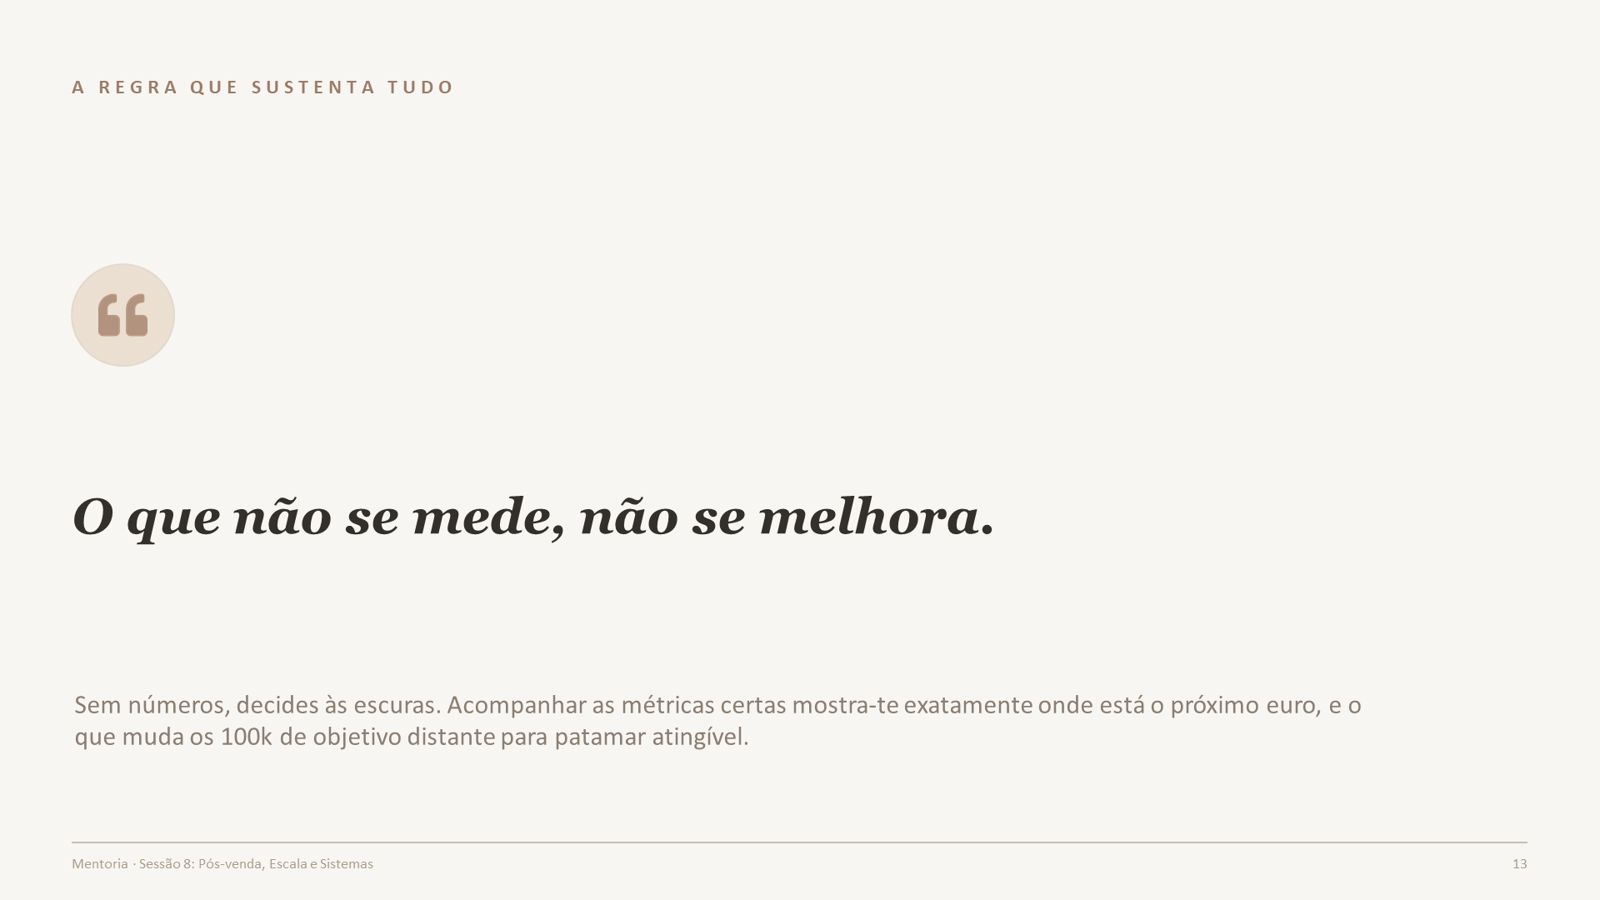 A REGRA QUE SUSTENTA TUDO
O que não se mede, não se melhora.
Sem números, decides às escuras. Acompanhar as métricas certas mostra-te exatamente onde está o próximo euro, e o
que muda os 100k de objetivo distante para patamar atingível.
Mentoria · Sessão 8: Pós-venda, Escala e Sistemas
13